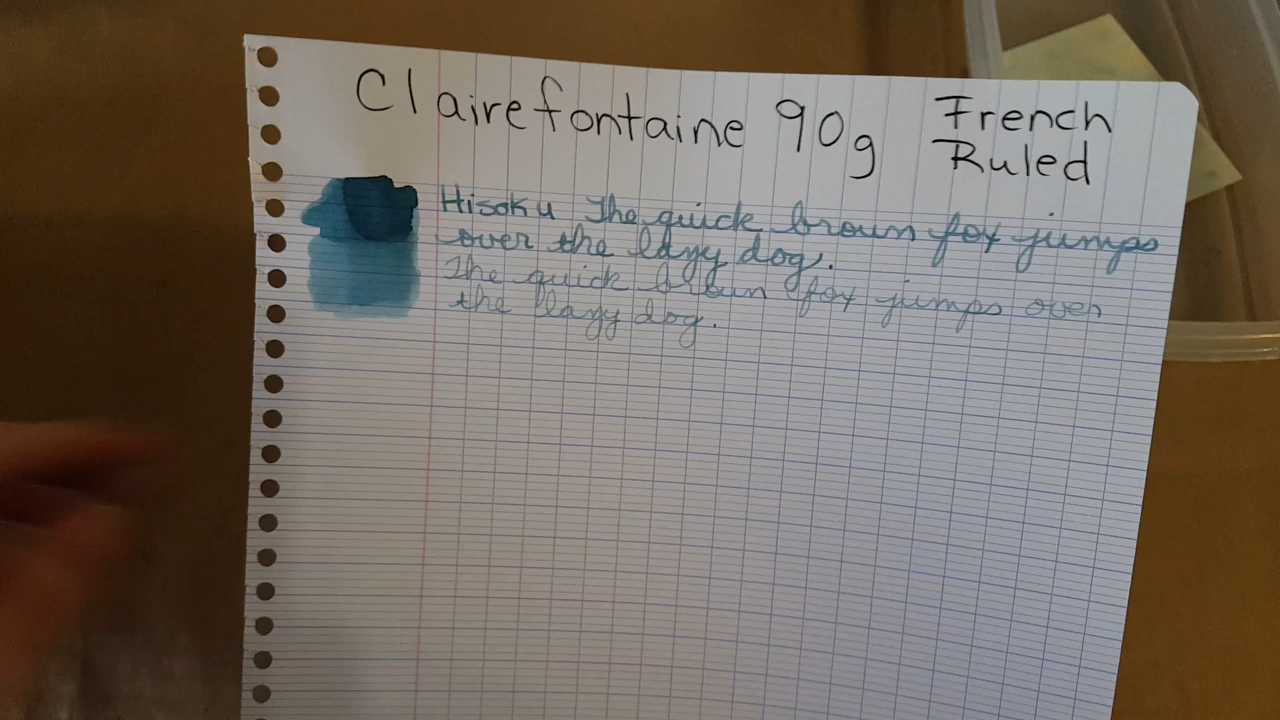 Clairefontaine 90g French Ruled
Hisoku The quick brown fox jumps
over the lazy dog.
The quick brown fox jumps over
the lazy dog.